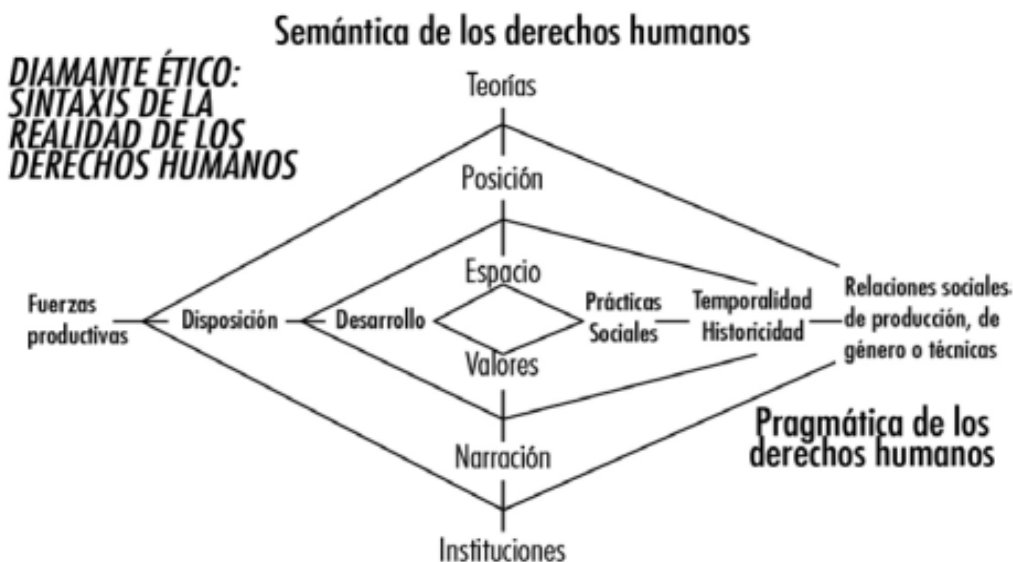 Semántica de los derechos humanos
DIAMANTE ÉTICO:
SINTAXIS DE LA
REALIDAD DE LOS
DERECHOS HUMANOS
Teorías
Posición
Espacio
Fuerzas
productivas
Disposición
Desarrollo
Prácticas
Sociales
Temporalidad
Historicidad
Relaciones sociales
de producción, de
género o técnicas
Valores
Pragmática de los
derechos humanos
Narración
Instituciones